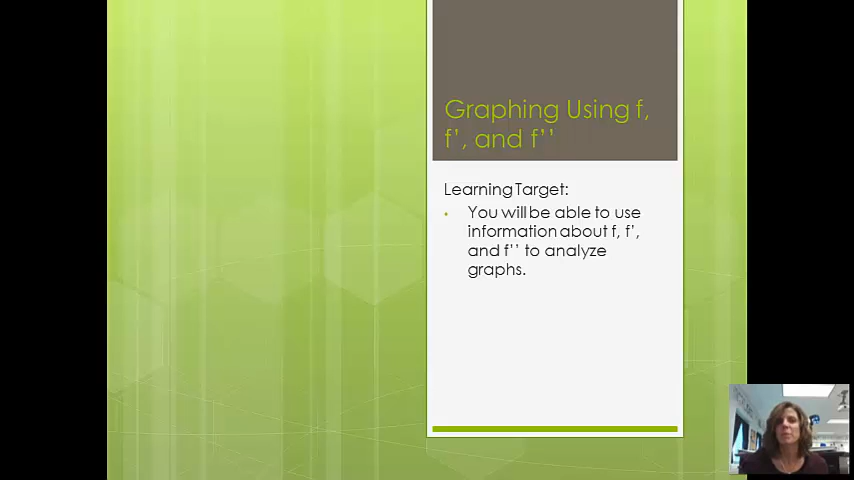 Graphing Using f,
f', and f''
Learning Target:
• You will be able to use
information about f, f',
and f'' to analyze
graphs.